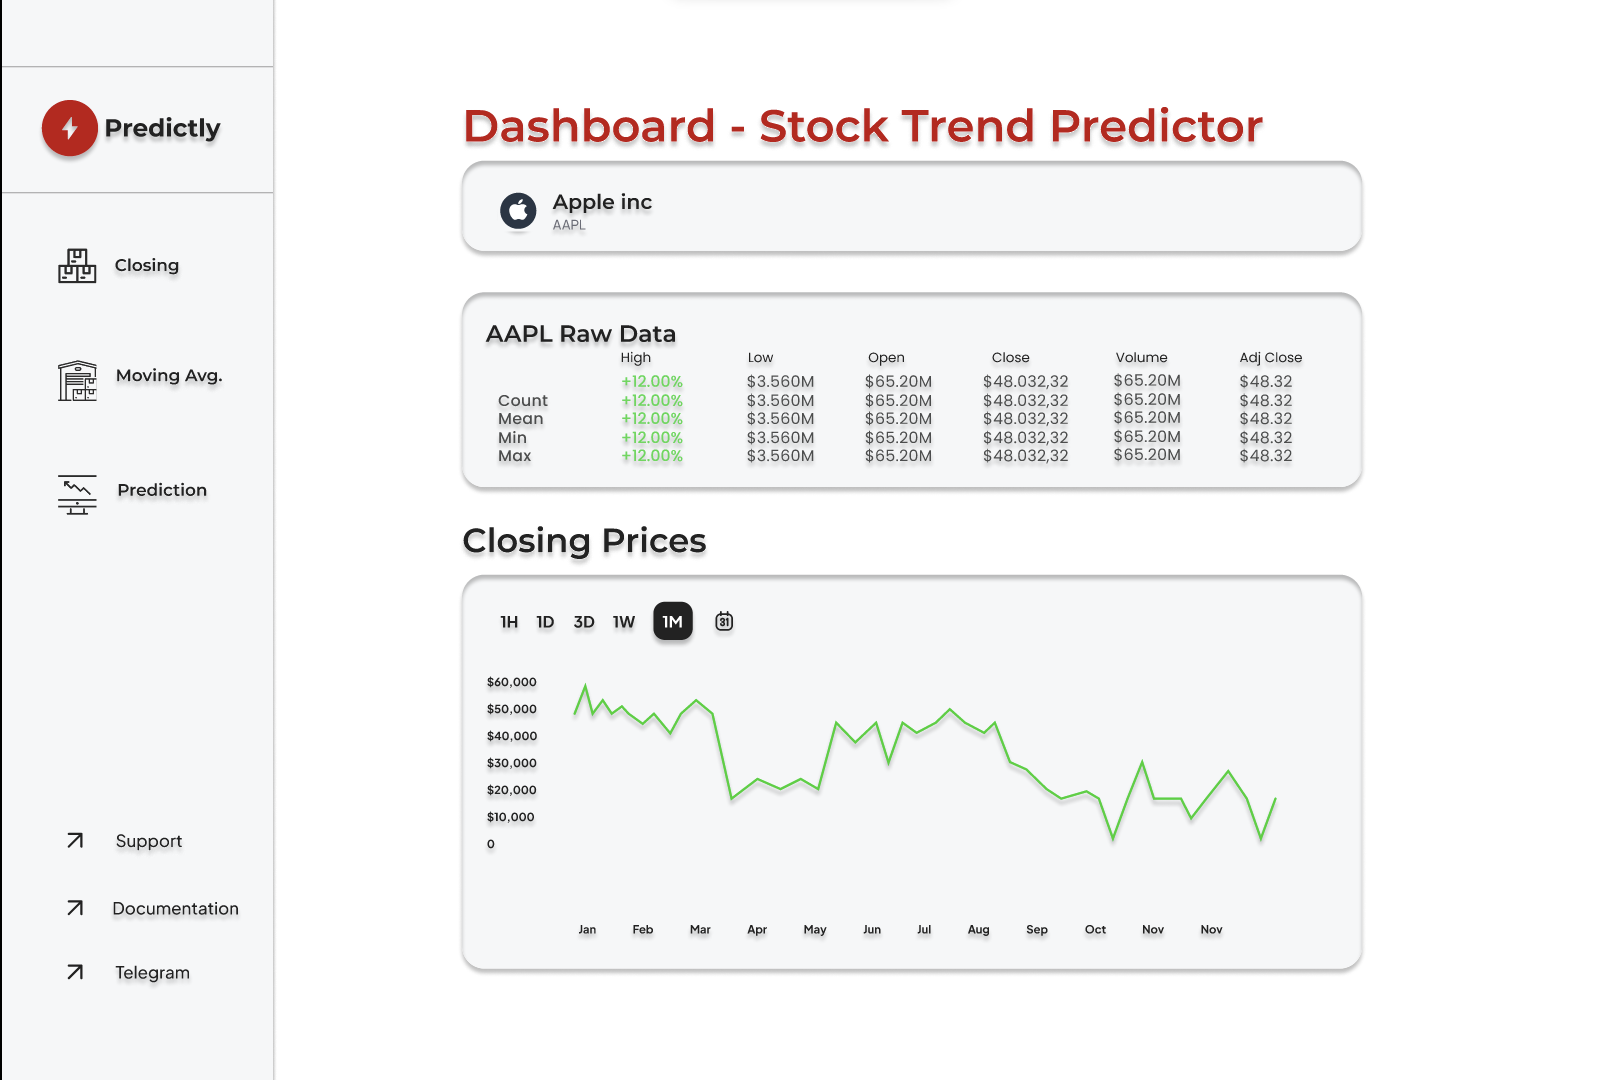 Predictly
Closing
Moving Avg.
Prediction
Support
Documentation
Telegram
Dashboard - Stock Trend Predictor
Apple inc
AAPL
AAPL Raw Data
High Low Open Close Volume Adj Close
+12.00% $3.560M $65.20M $48.032,32 $65.20M $48.32
Count +12.00% $3.560M $65.20M $48.032,32 $65.20M $48.32
Mean +12.00% $3.560M $65.20M $48.032,32 $65.20M $48.32
Min +12.00% $3.560M $65.20M $48.032,32 $65.20M $48.32
Max +12.00% $3.560M $65.20M $48.032,32 $65.20M $48.32
Closing Prices
1H 1D 3D 1W 1M 31
$60,000
$50,000
$40,000
$30,000
$20,000
$10,000
0
Jan Feb Mar Apr May Jun Jul Aug Sep Oct Nov Nov